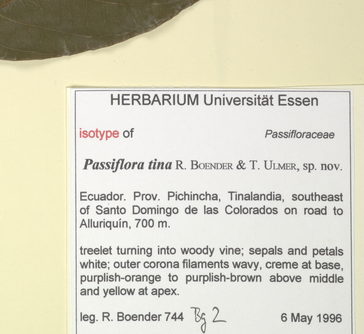 HERBARIUM Universität Essen
isotype of Passifloraceae
Passiflora tina R. BOENDER & T. ULMER, sp. nov.
Ecuador. Prov. Pichincha, Tinalandia, southeast
of Santo Domingo de las Colorados on road to
Alluriquín, 700 m.
treelet turning into woody vine; sepals and petals
white; outer corona filaments wavy, creme at base,
purplish-orange to purplish-brown above middle
and yellow at apex.
leg. R. Boender 744 Bg 2 6 May 1996